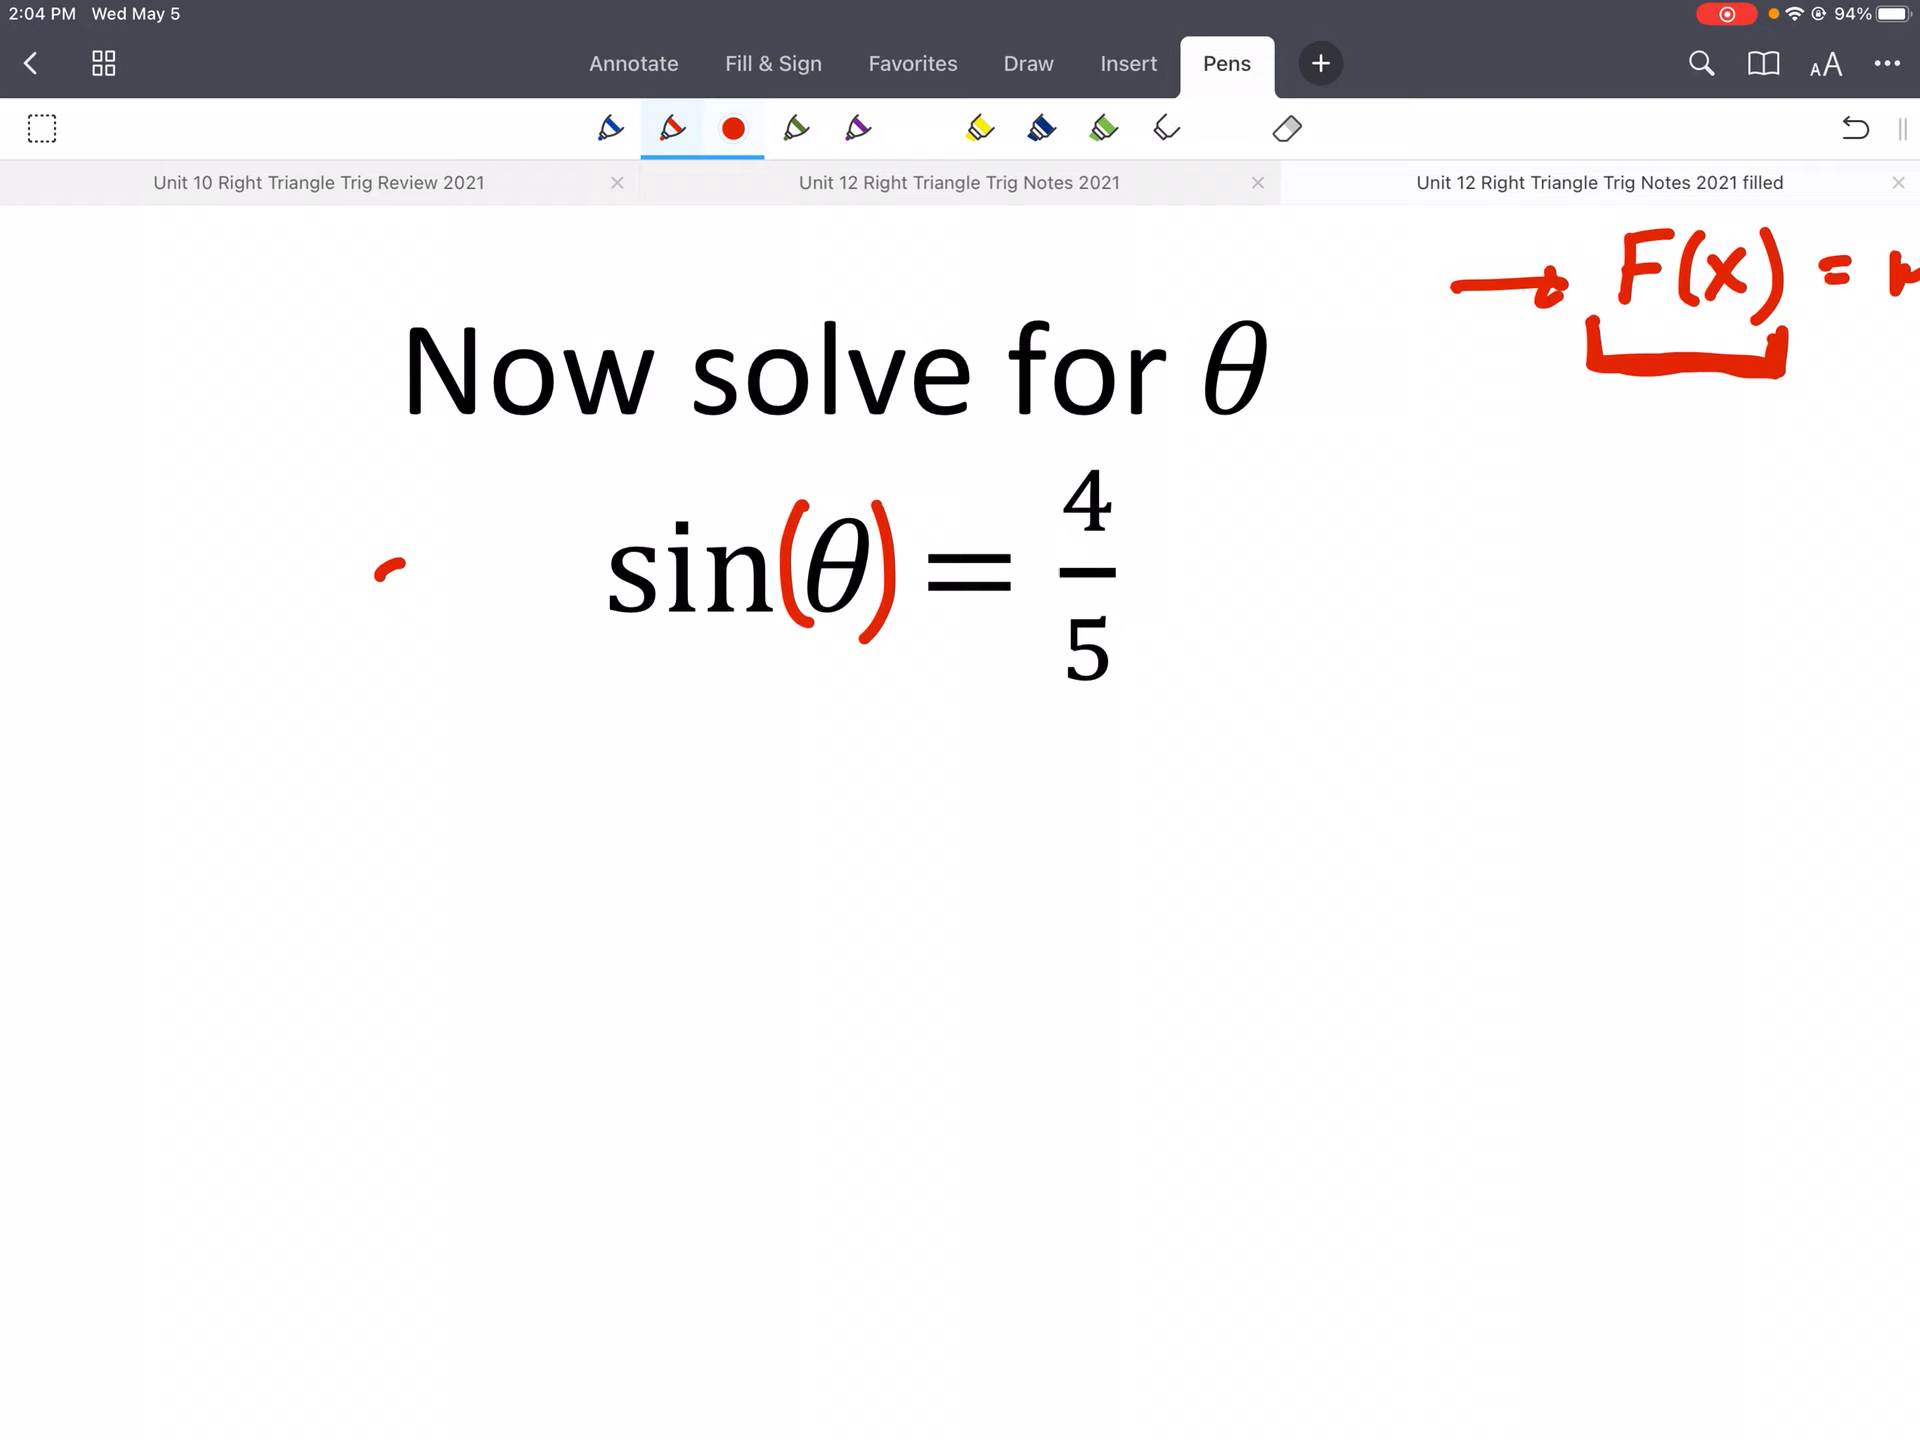 2:04 PM Wed May 5 94%
Annotate Fill & Sign Favorites Draw Insert Pens
AA
Unit 10 Right Triangle Trig Review 2021 Unit 12 Right Triangle Trig Notes 2021 Unit 12 Right Triangle Trig Notes 2021 filled
F(x) =
Now solve for θ
sin(θ) = 4/5